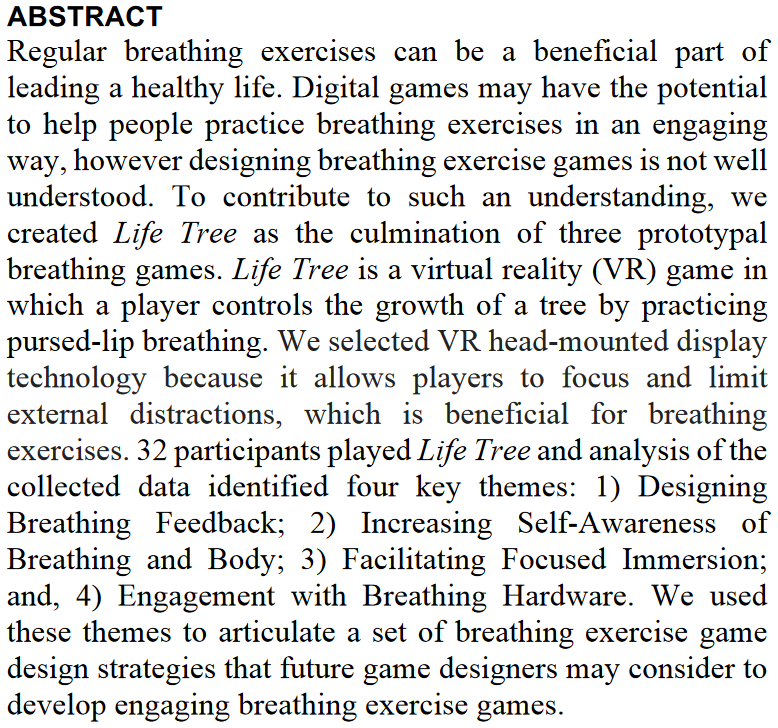 ABSTRACT
Regular breathing exercises can be a beneficial part of
leading a healthy life. Digital games may have the potential
to help people practice breathing exercises in an engaging
way, however designing breathing exercise games is not well
understood. To contribute to such an understanding, we
created Life Tree as the culmination of three prototypal
breathing games. Life Tree is a virtual reality (VR) game in
which a player controls the growth of a tree by practicing
pursed-lip breathing. We selected VR head-mounted display
technology because it allows players to focus and limit
external distractions, which is beneficial for breathing
exercises. 32 participants played Life Tree and analysis of the
collected data identified four key themes: 1) Designing
Breathing Feedback; 2) Increasing Self-Awareness of
Breathing and Body; 3) Facilitating Focused Immersion;
and, 4) Engagement with Breathing Hardware. We used
these themes to articulate a set of breathing exercise game
design strategies that future game designers may consider to
develop engaging breathing exercise games.